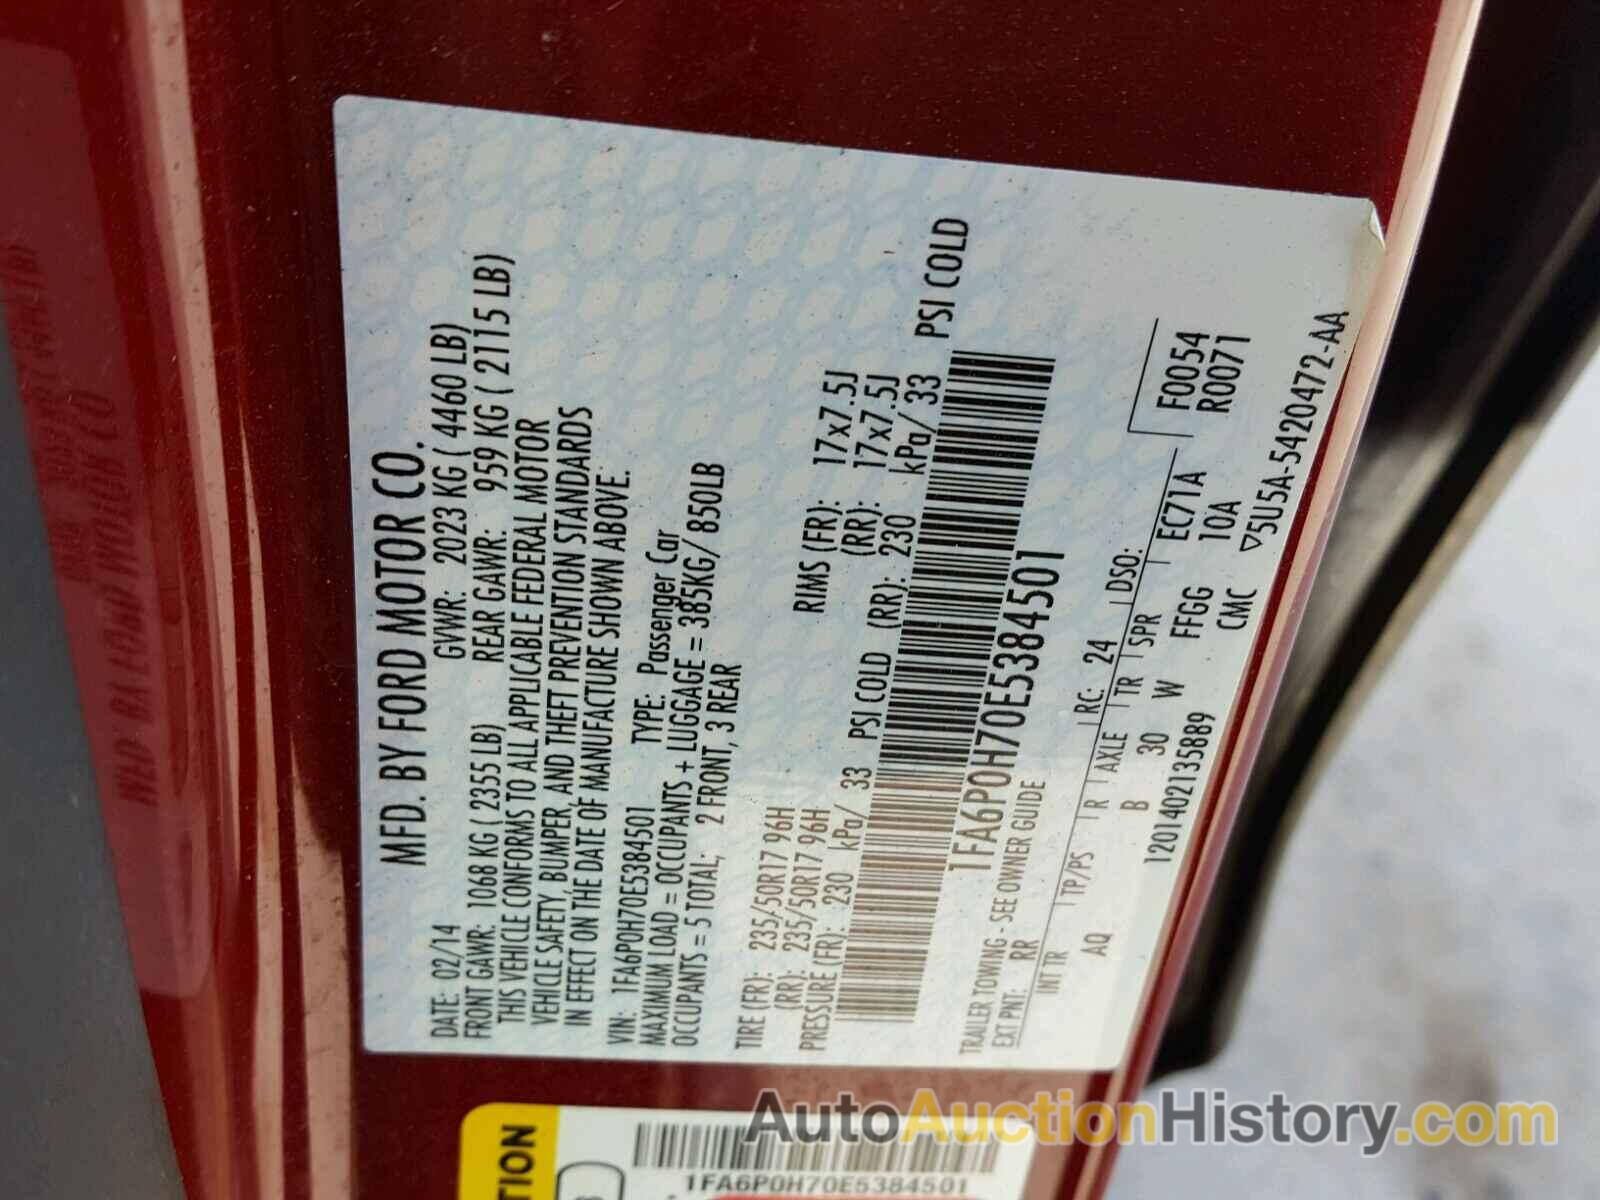 MFD. BY FORD MOTOR CO.
DATE: 02/14 GVWR: 2023 KG ( 4460 LB)
FRONT GAWR: 1068 KG ( 2355 LB) REAR GAWR: 959 KG ( 2115 LB)
THIS VEHICLE CONFORMS TO ALL APPLICABLE FEDERAL MOTOR
VEHICLE SAFETY, BUMPER, AND THEFT PREVENTION STANDARDS
IN EFFECT ON THE DATE OF MANUFACTURE SHOWN ABOVE.
VIN: 1FA6P0H70E5384501 TYPE: Passenger Car
MAXIMUM LOAD = OCCUPANTS + LUGGAGE = 385KG/ 850LB
OCCUPANTS = 5 TOTAL; 2 FRONT, 3 REAR
TIRE (FR): 235/50R17 96H RIMS (FR): 17x7.5J
(RR): 235/50R17 96H (RR): 17x7.5J
PRESSURE (FR): 230 kPa/ 33 PSI COLD (RR): 230 kPa/ 33 PSI COLD
1FA6P0H70E5384501
TRAILER TOWING - SEE OWNER GUIDE
EXT PNT: RR RC: 24 DSO: F0054
R0071
INT TR TP/PS R AXLE TR SPR EC71A
AQ B 30 W FFGG 10A
1201402135889 CMC ▽5U5A-5420472-AA
1FA6P0H70E5384501
AutoAuctionHistory.com